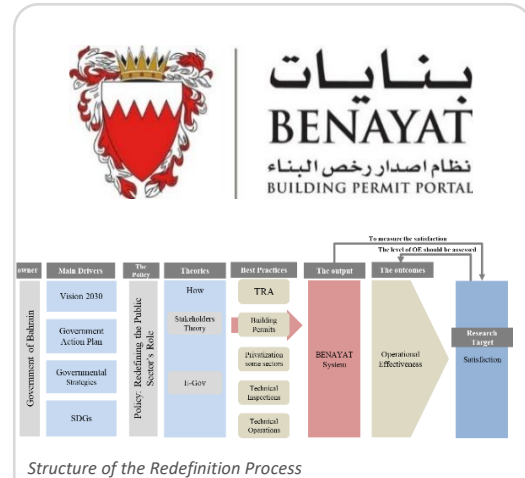 بنايات
BENAYAT
نظام اصدار رخص البناء
BUILDING PERMIT PORTAL
To measure the satisfaction
The level of OE should be assessed
owner
Main Drivers
The Policy
Theories
Best Practices
The output
The outcomes
Government of Bahrain
Vision 2030
Government
Action Plan
Governmental
Strategies
SDGs
Policy: Redefining the Public
Sector's Role
How
Stakeholders
Theory
E-Gov
TRA
Building
Permits
Privatization
some sectors
Technical
Inspections
Technical
Operations
BENAYAT
System
Operational
Effectiveness
Research
Target
Satisfaction
Structure of the Redefinition Process